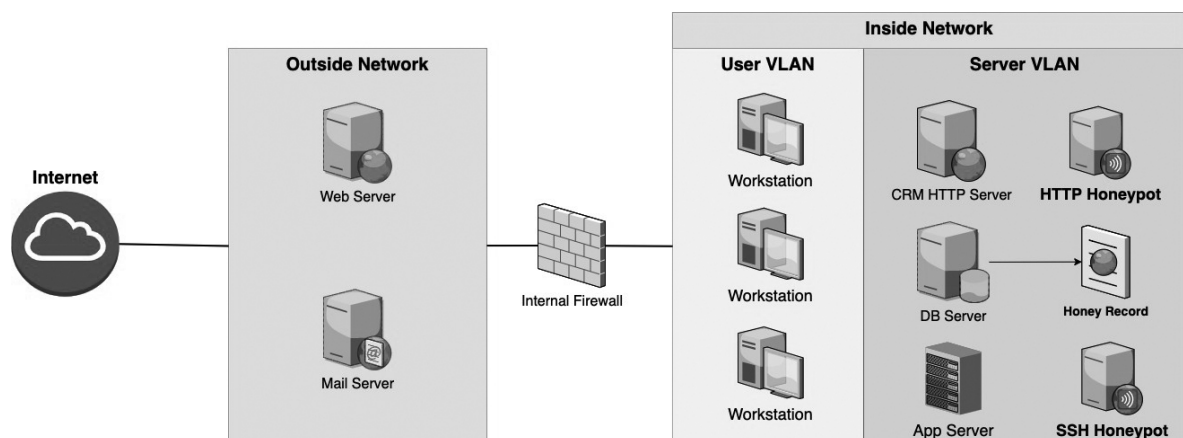 Internet
Outside Network
Web Server
Mail Server
@
Internal Firewall
Inside Network
User VLAN
Workstation
Workstation
Workstation
Server VLAN
CRM HTTP Server
HTTP Honeypot
DB Server
Honey Record
App Server
SSH Honeypot